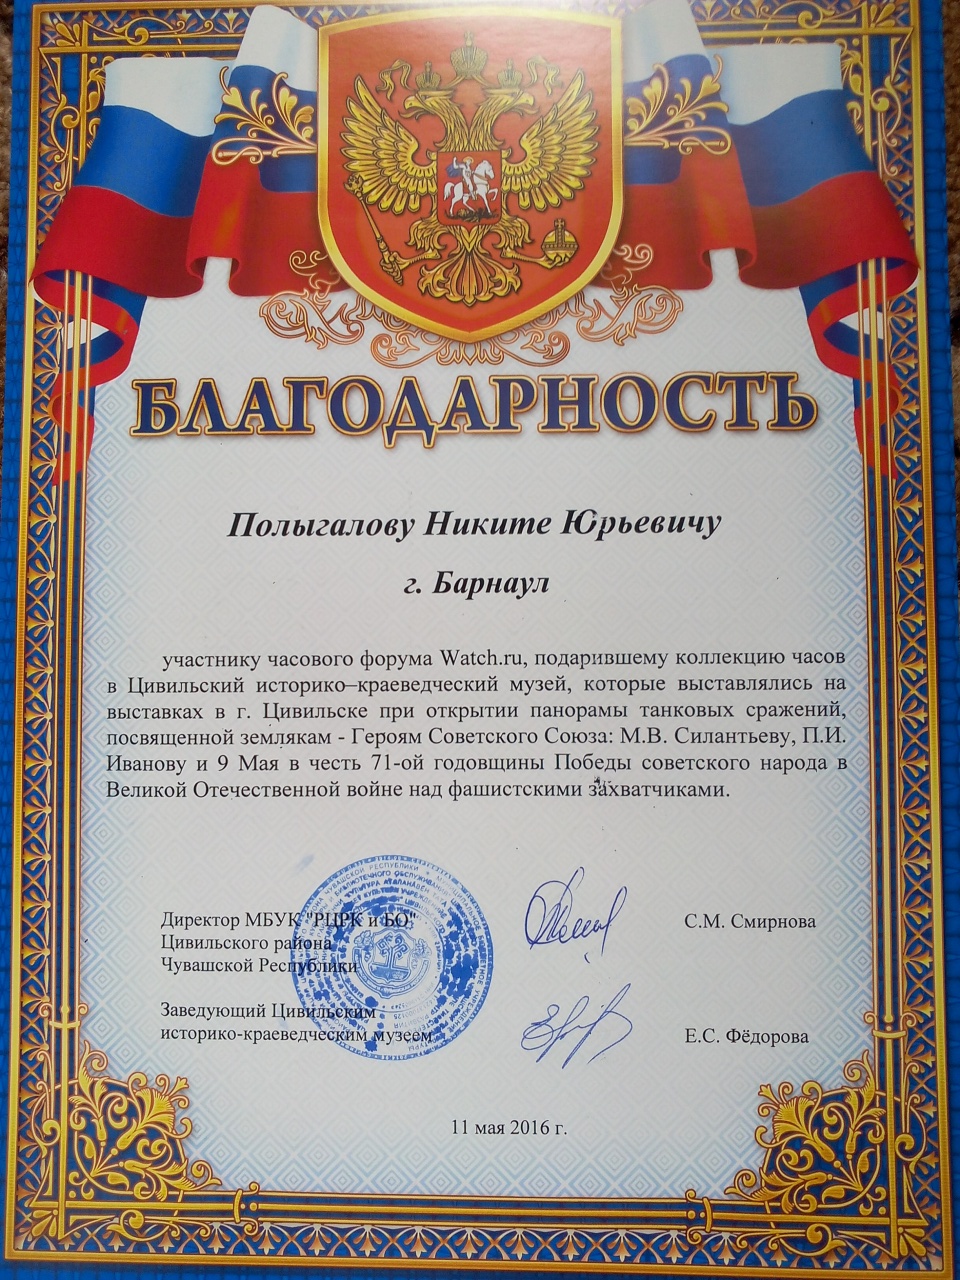 БЛАГОДАРНОСТЬ
Полыгалову Никите Юрьевичу
г. Барнаул
участнику часового форума Watch.ru, подарившему коллекцию часов
в Цивильский историко–краеведческий музей, которые выставлялись на
выставках в г. Цивильске при открытии панорамы танковых сражений,
посвященной землякам - Героям Советского Союза: М.В. Силантьеву, П.И.
Иванову и 9 Мая в честь 71-ой годовщины Победы советского народа в
Великой Отечественной войне над фашистскими захватчиками.
Директор МБУК "РЦРК и БО"
Цивильского района
Чувашской Республики
С.М. Смирнова
Заведующий Цивильским
историко-краеведческим музеем
Е.С. Фёдорова
11 мая 2016 г.